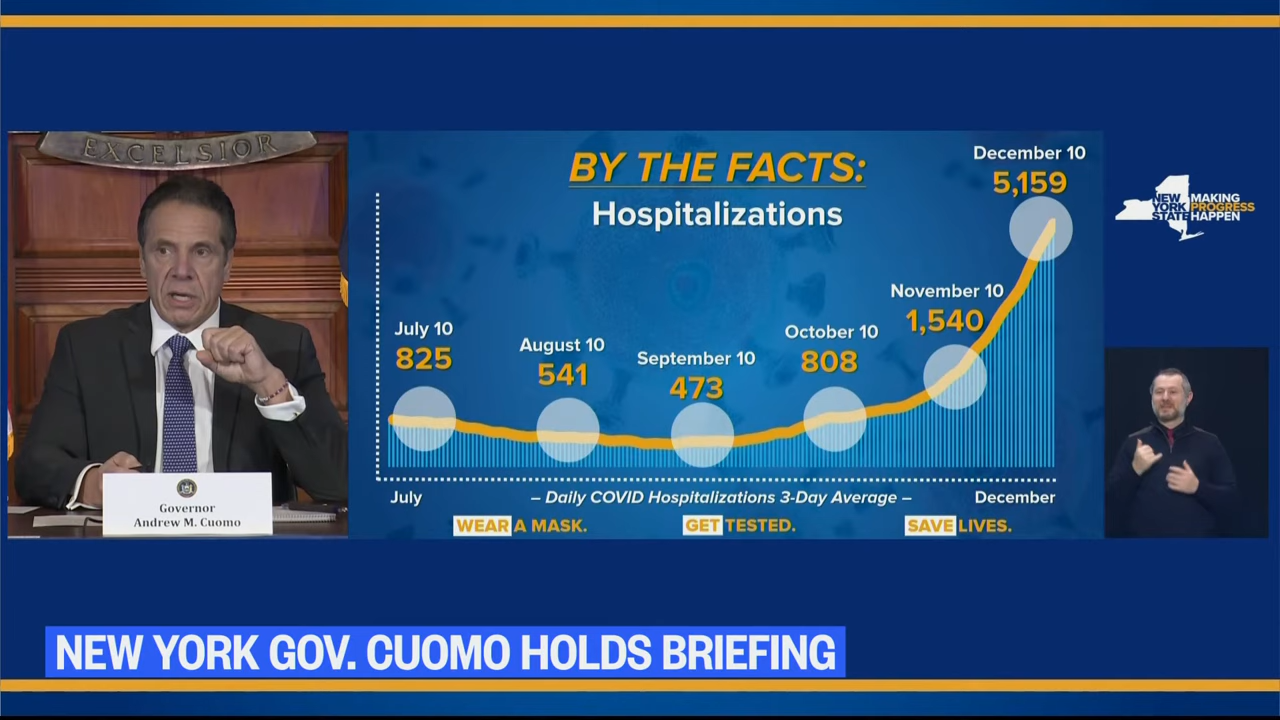 EXCELSIOR
Governor
Andrew M. Cuomo
BY THE FACTS:
Hospitalizations
July 10
825
August 10
541
September 10
473
October 10
808
November 10
1,540
December 10
5,159
July
– Daily COVID Hospitalizations 3-Day Average –
December
WEAR A MASK.
GET TESTED.
SAVE LIVES.
NEW
YORK
STATE
MAKING
PROGRESS
HAPPEN
NEW YORK GOV. CUOMO HOLDS BRIEFING